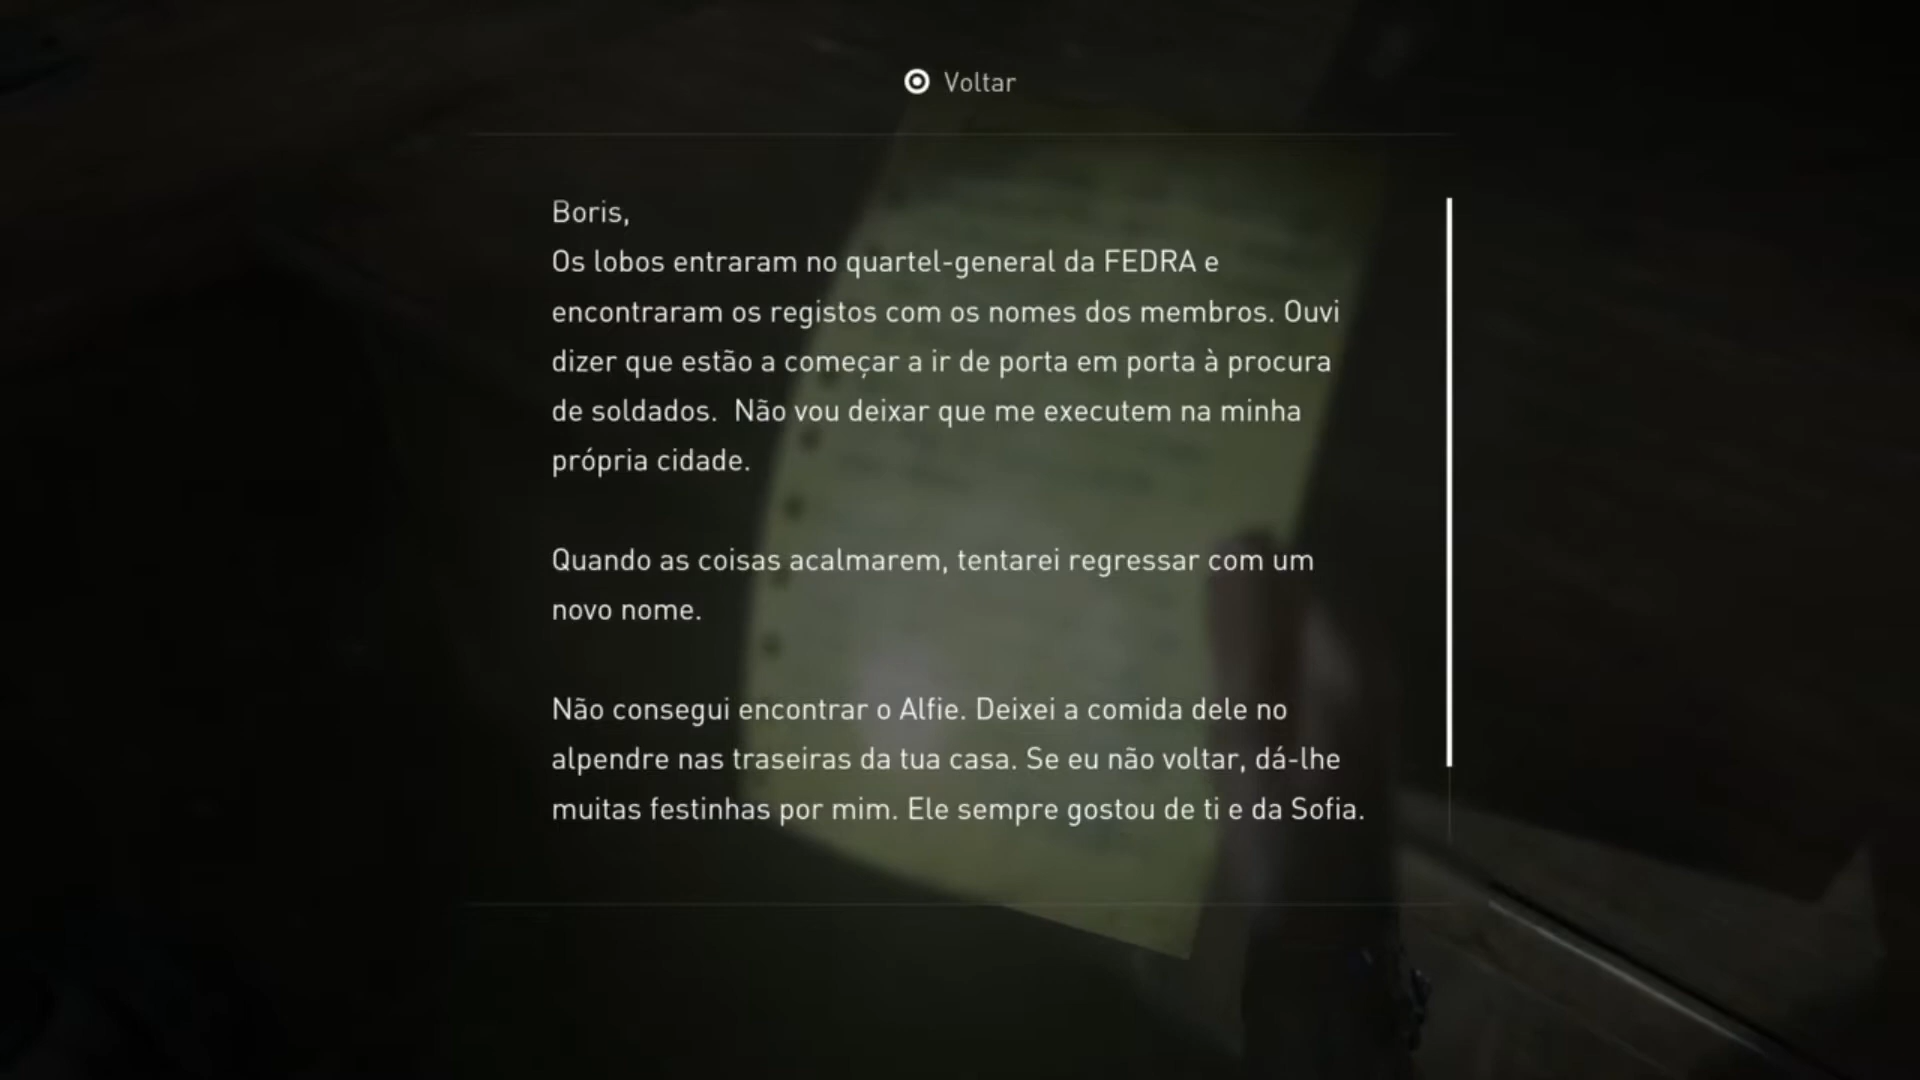 Voltar
Boris,
Os lobos entraram no quartel-general da FEDRA e
encontraram os registos com os nomes dos membros. Ouvi
dizer que estão a começar a ir de porta em porta à procura
de soldados.  Não vou deixar que me executem na minha
própria cidade.
Quando as coisas acalmarem, tentarei regressar com um
novo nome.
Não consegui encontrar o Alfie. Deixei a comida dele no
alpendre nas traseiras da tua casa. Se eu não voltar, dá-lhe
muitas festinhas por mim. Ele sempre gostou de ti e da Sofia.